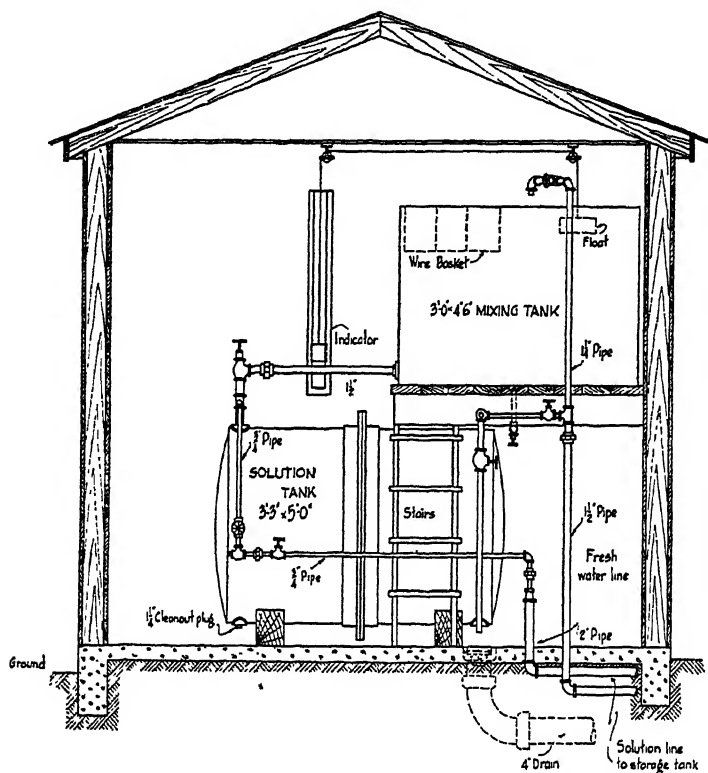 Float
Wire Basket
3'-0"×4'6" MIXING TANK
Indicator
1¼" Pipe
1½"
¾" Pipe
SOLUTION
TANK
3'-3"×5'-0"
Stairs
1½" Pipe
Fresh
water line
¾" Pipe
1¼" Cleanout plug
½" Pipe
Ground
Solution line
to storage tank
4" Drain